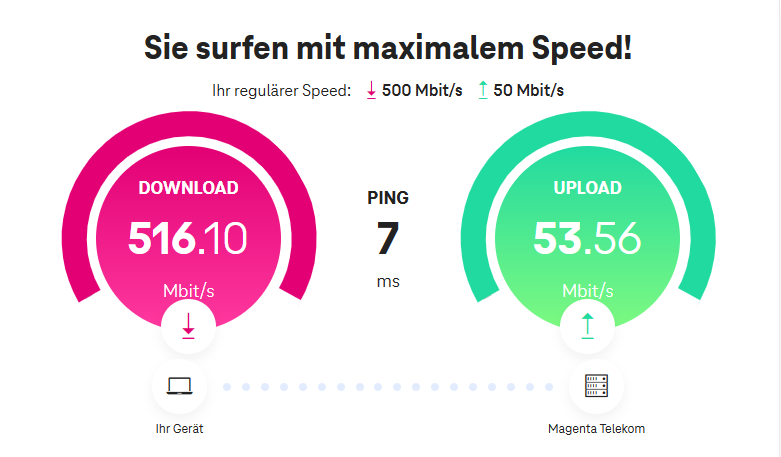 Sie surfen mit maximalem Speed!
Ihr regulärer Speed: 500 Mbit/s 50 Mbit/s
DOWNLOAD
516.10
Mbit/s
PING
7
ms
UPLOAD
53.56
Mbit/s
Ihr Gerät
Magenta Telekom